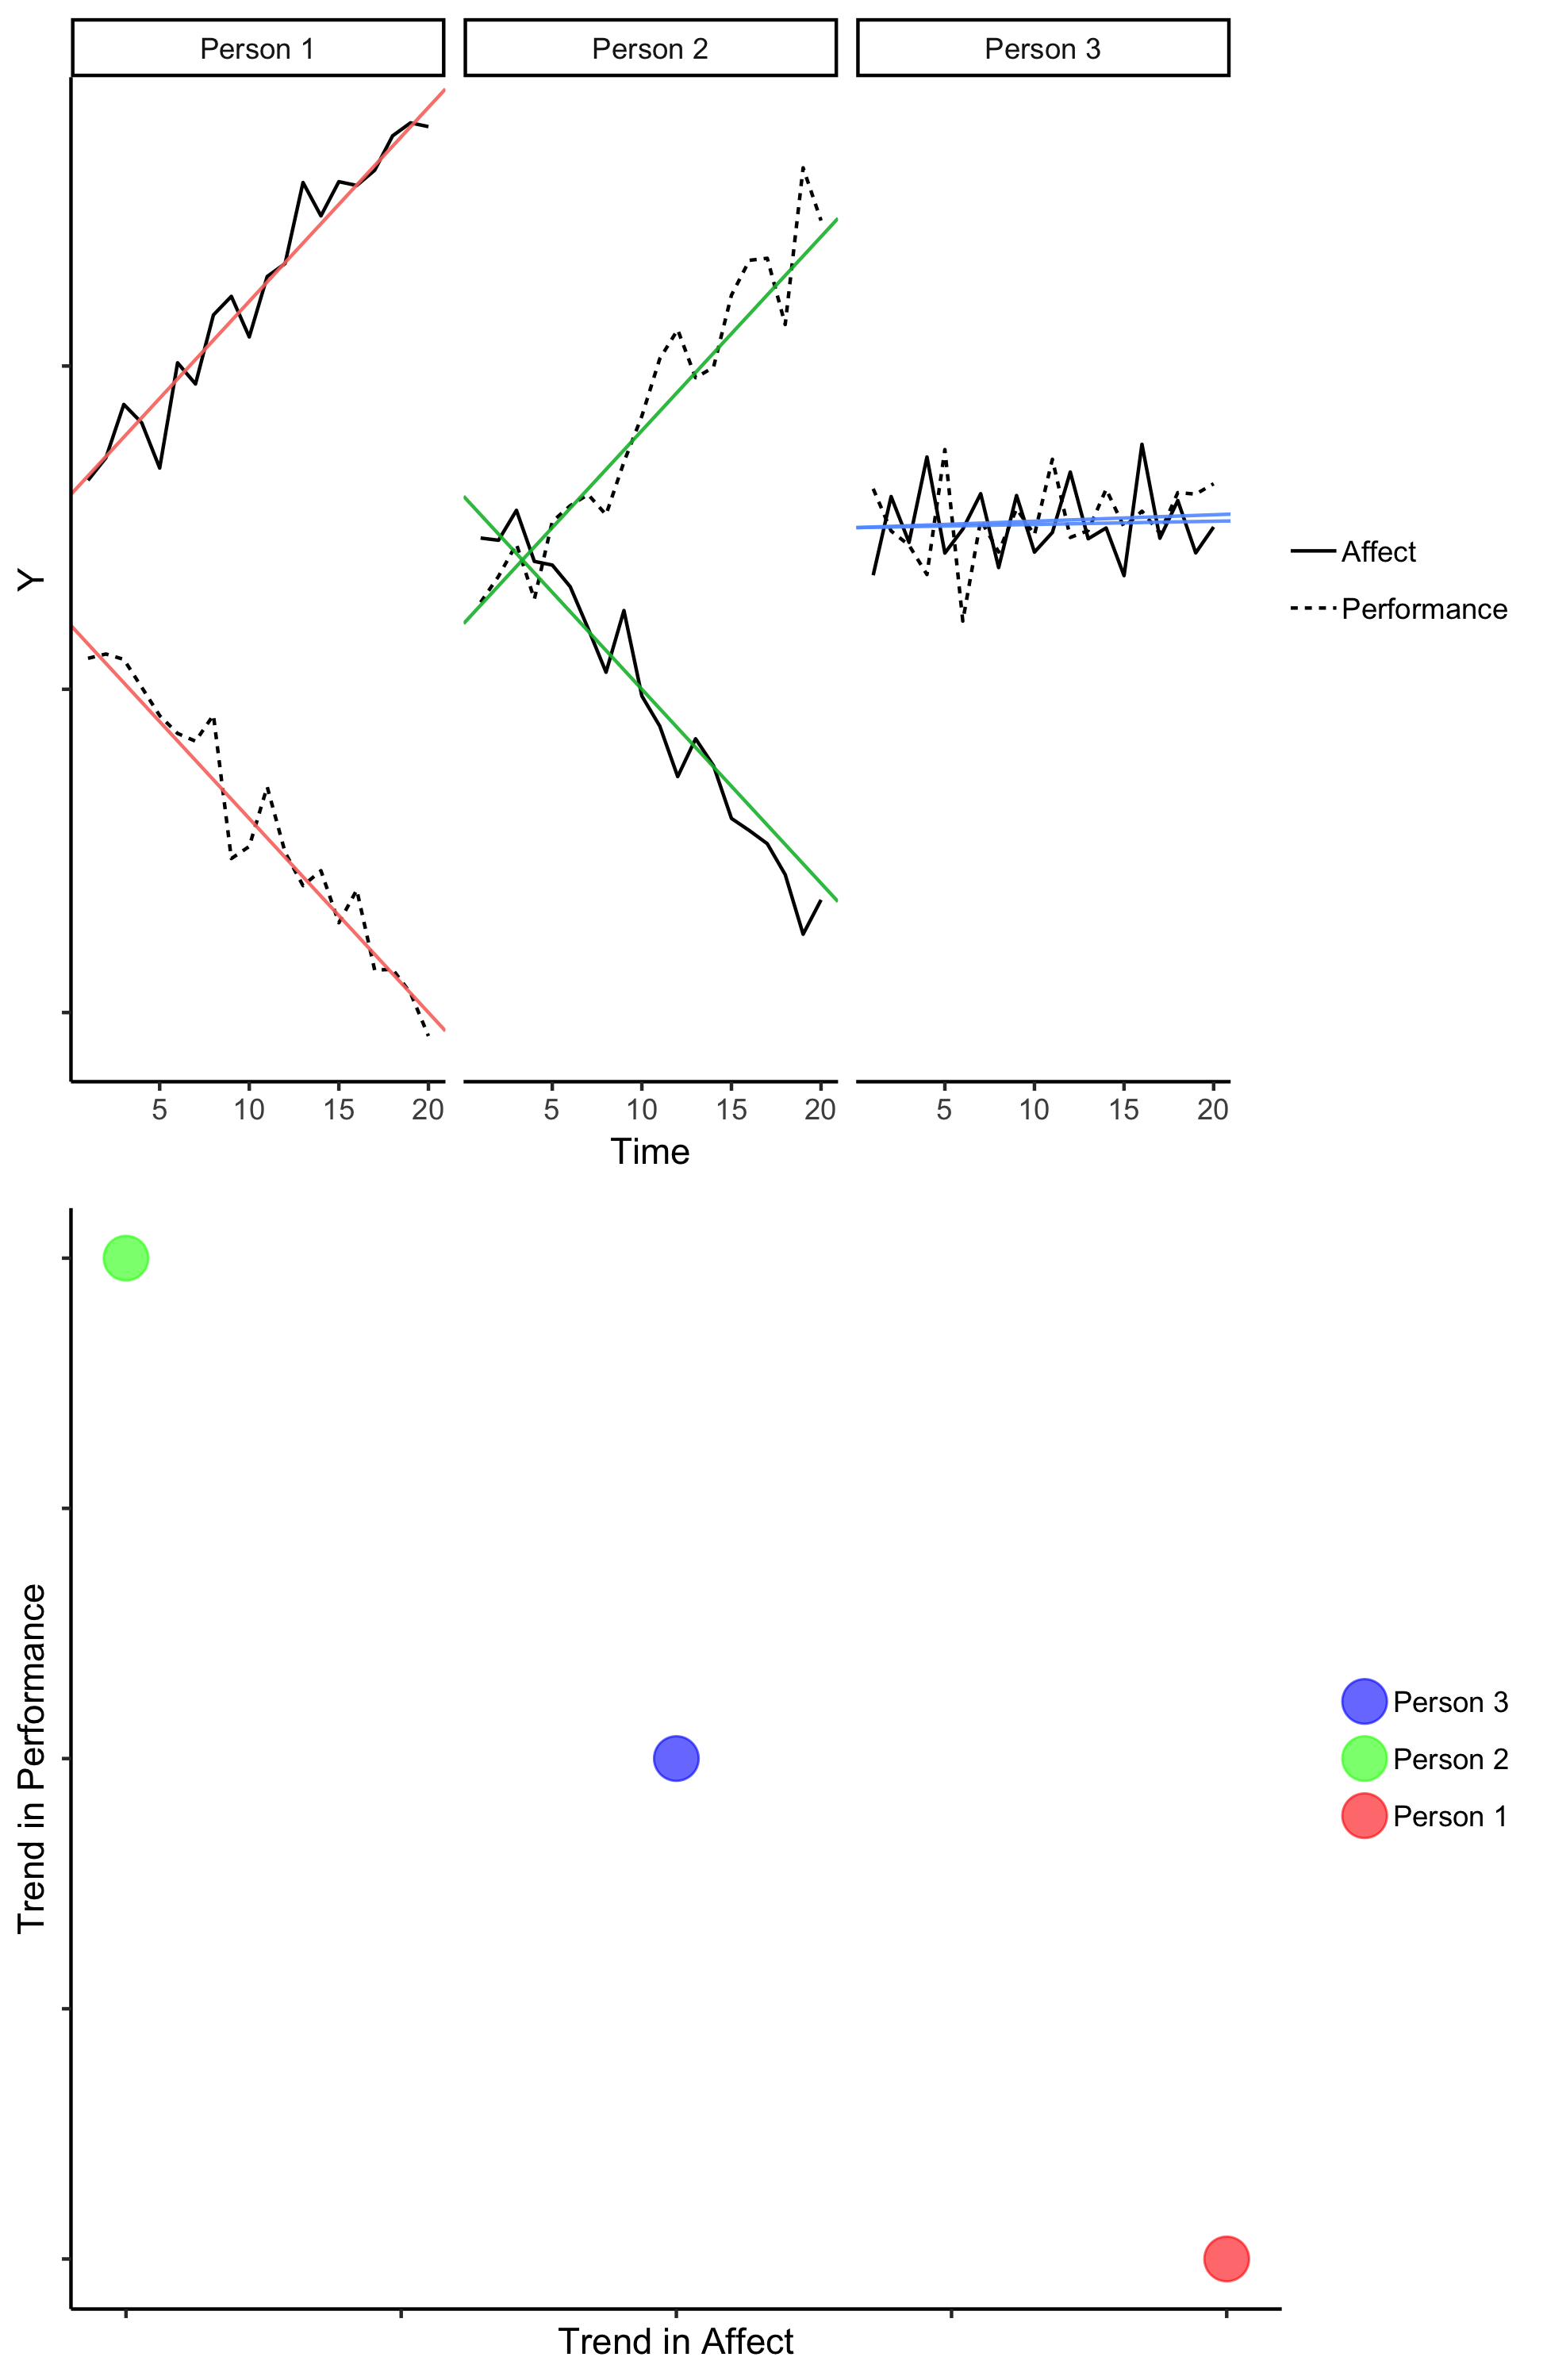 Person 1
Person 2
Person 3
Y
Affect
Performance
5 10 15 20 5 10 15 20 5 10 15 20
Time
Trend in Performance
Person 3
Person 2
Person 1
Trend in Affect